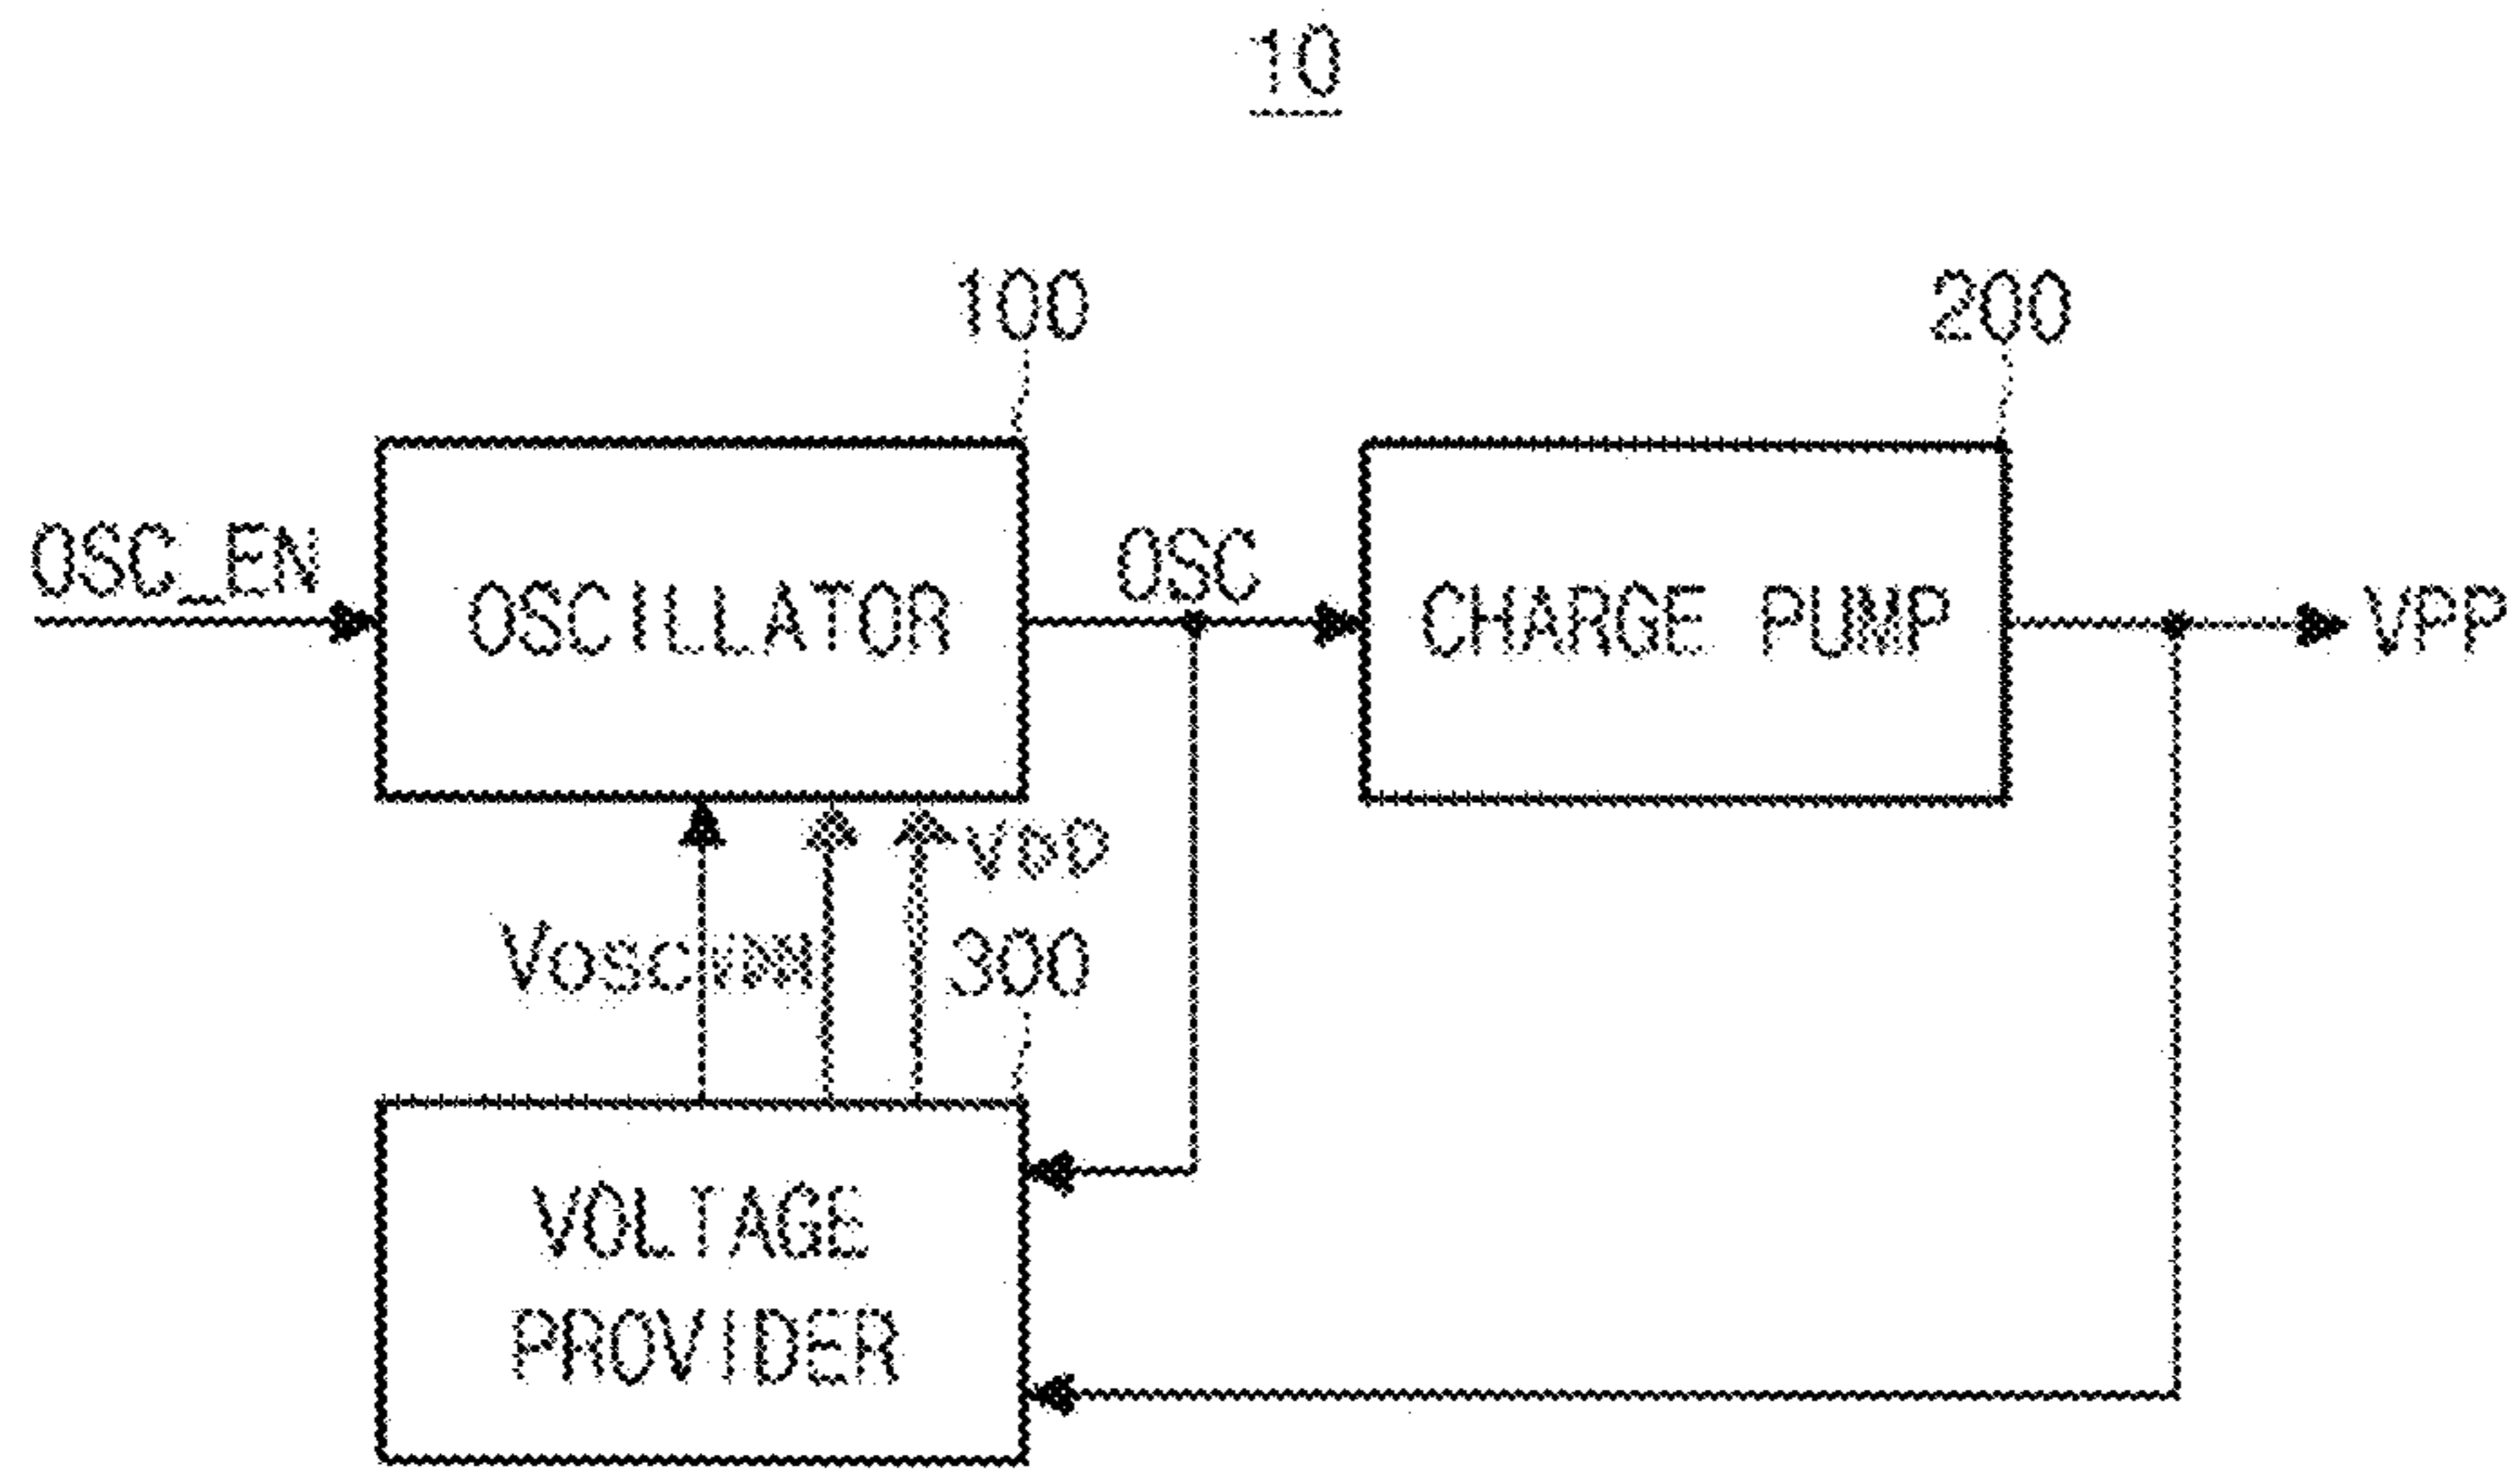 10
100
200
OSC_EN
OSCILLATOR
OSC
CHARGE PUMP
VPP
VDD
300
VOLTAGE
PROVIDER